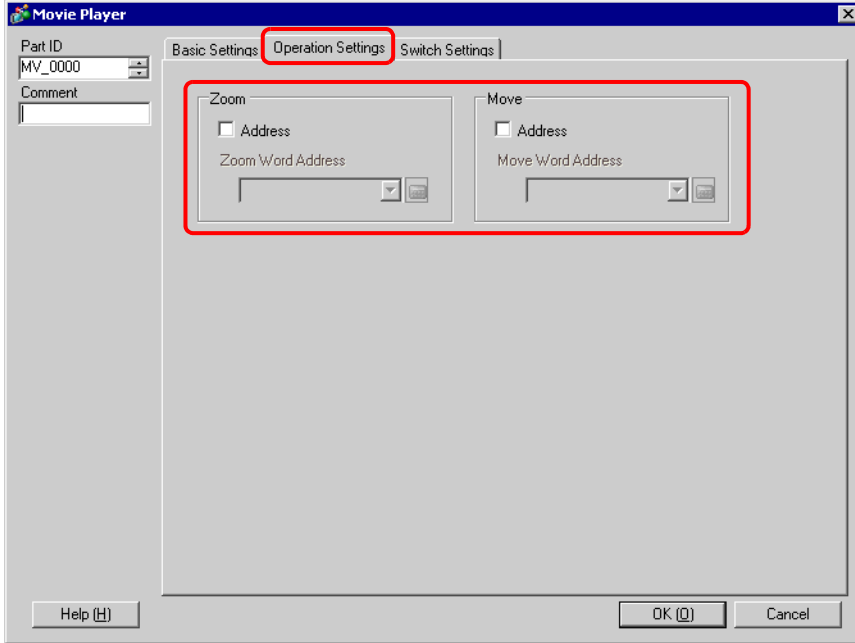 Movie Player
Part ID
MV_0000
Comment
Basic Settings Operation Settings Switch Settings
Zoom
Address
Zoom Word Address
Move
Address
Move Word Address
Help (H)
OK (O)
Cancel